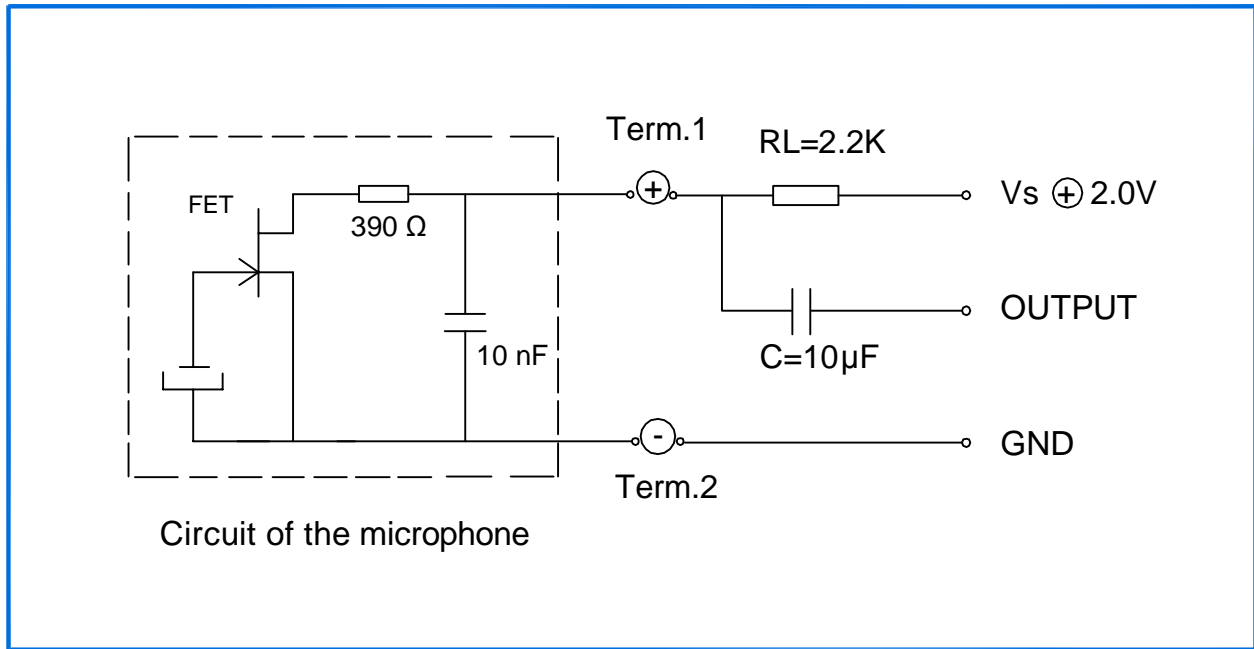 Term.1
RL=2.2K
FET
390 Ω
+
Vs + 2.0V
OUTPUT
10 nF
C=10µF
-
GND
Term.2
Circuit of the microphone